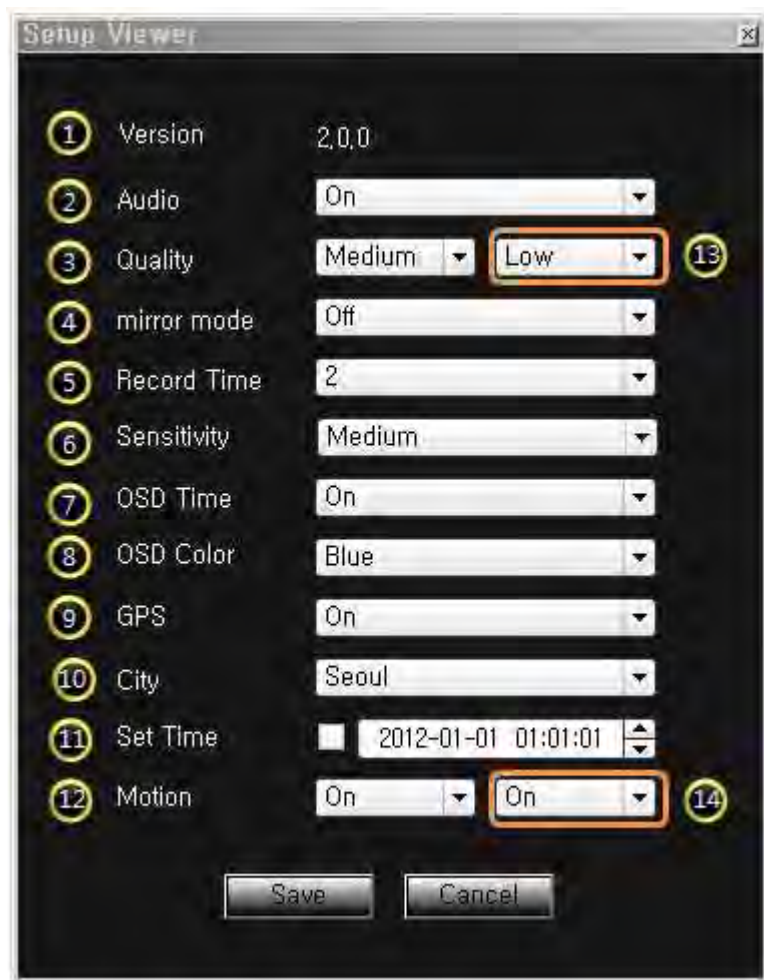 Setup Viewer
1 Version 2,0,0
2 Audio On
3 Quality Medium Low 13
4 mirror mode Off
5 Record Time 2
6 Sensitivity Medium
7 OSD Time On
8 OSD Color Blue
9 GPS On
10 City Seoul
11 Set Time 2012-01-01 01:01:01
12 Motion On On 14
Save Cancel